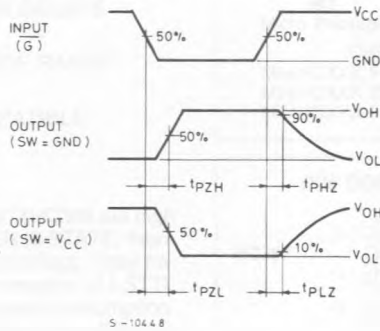 INPUT
(G̅)
50%
50%
VCC
GND
OUTPUT
(SW = GND)
50%
90%
VOH
VOL
tPZH
tPHZ
OUTPUT
(SW = VCC)
50%
10%
VOH
VOL
tPZL
tPLZ
S-10448